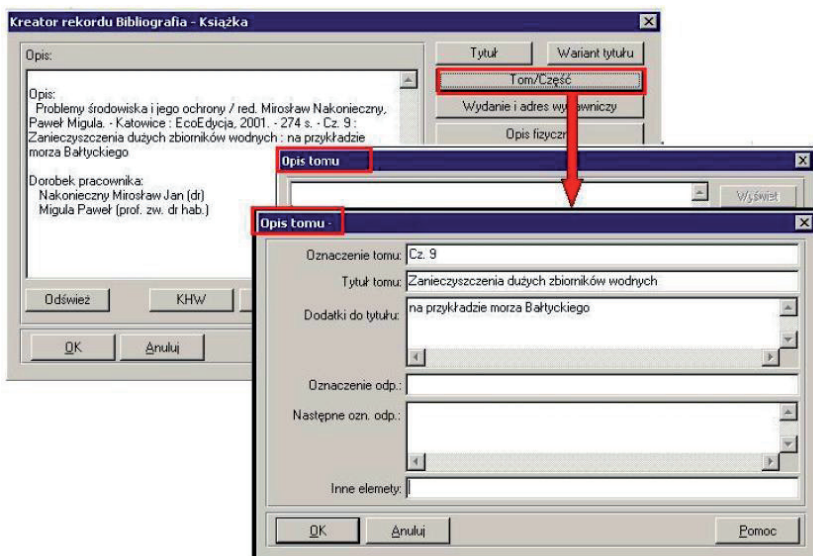 Kreator rekordu Bibliografia - Książka
Opis:
Opis:
Problemy środowiska i jego ochrony / red. Mirosław Nakonieczny,
Paweł Migula. - Katowice : EcoEdycja, 2001. - 274 s. - Cz. 9 :
Zanieczyszczenia dużych zbiorników wodnych : na przykładzie
morza Bałtyckiego
Dorobek pracownika:
Nakonieczny Mirosław Jan (dr)
Migula Paweł (prof. zw. dr hab.)
Odśwież
KHW
OK
Anuluj
Tytuł
Wariant tytułu
Tom/Część
Wydanie i adres wydawniczy
Opis fizyczn
Opis tomu
Wyświet
Opis tomu -
Oznaczenie tomu: Cz. 9
Tytuł tomu: Zanieczyszczenia dużych zbiorników wodnych
Dodatki do tytułu: na przykładzie morza Bałtyckiego
Oznaczenie odp.:
Następne ozn. odp.:
Inne elemety:
OK
Anuluj
Pomoc